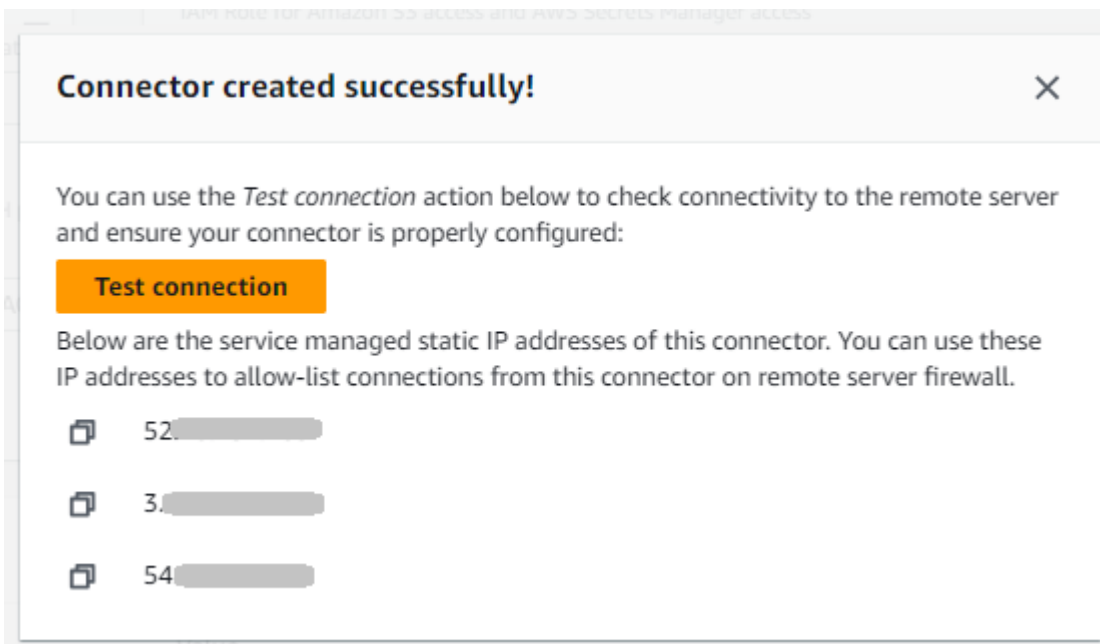 IAM Role for Amazon S3 access and AWS Secrets Manager access
Connector created successfully!
You can use the Test connection action below to check connectivity to the remote server
and ensure your connector is properly configured:
Test connection
Below are the service managed static IP addresses of this connector. You can use these
IP addresses to allow-list connections from this connector on remote server firewall.
52.
3.
54